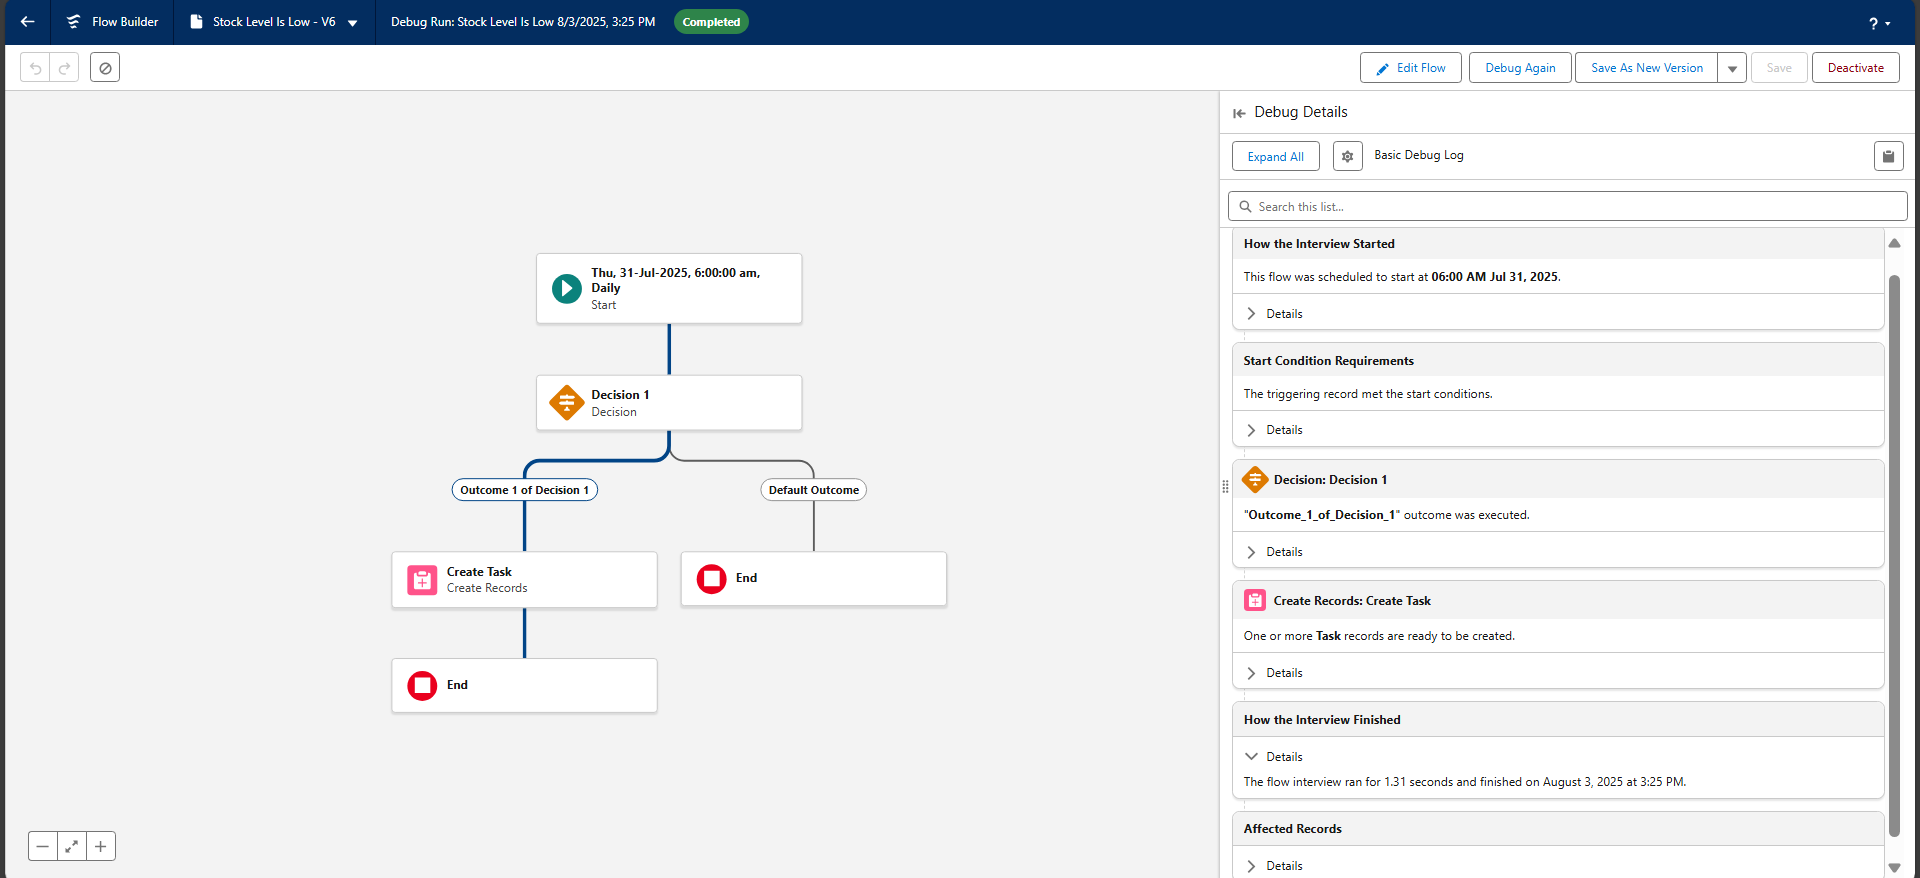 Flow Builder
Stock Level Is Low - V6
Debug Run: Stock Level Is Low 8/3/2025, 3:25 PM
Completed
?
Edit Flow
Debug Again
Save As New Version
Save
Deactivate
Thu, 31-Jul-2025, 6:00:00 am,
Daily
Start
Decision 1
Decision
Outcome 1 of Decision 1
Default Outcome
Create Task
Create Records
End
End
Debug Details
Expand All
Basic Debug Log
Search this list...
How the Interview Started
This flow was scheduled to start at 06:00 AM Jul 31, 2025.
Details
Start Condition Requirements
The triggering record met the start conditions.
Details
Decision: Decision 1
"Outcome_1_of_Decision_1" outcome was executed.
Details
Create Records: Create Task
One or more Task records are ready to be created.
Details
How the Interview Finished
Details
The flow interview ran for 1.31 seconds and finished on August 3, 2025 at 3:25 PM.
Affected Records
Details